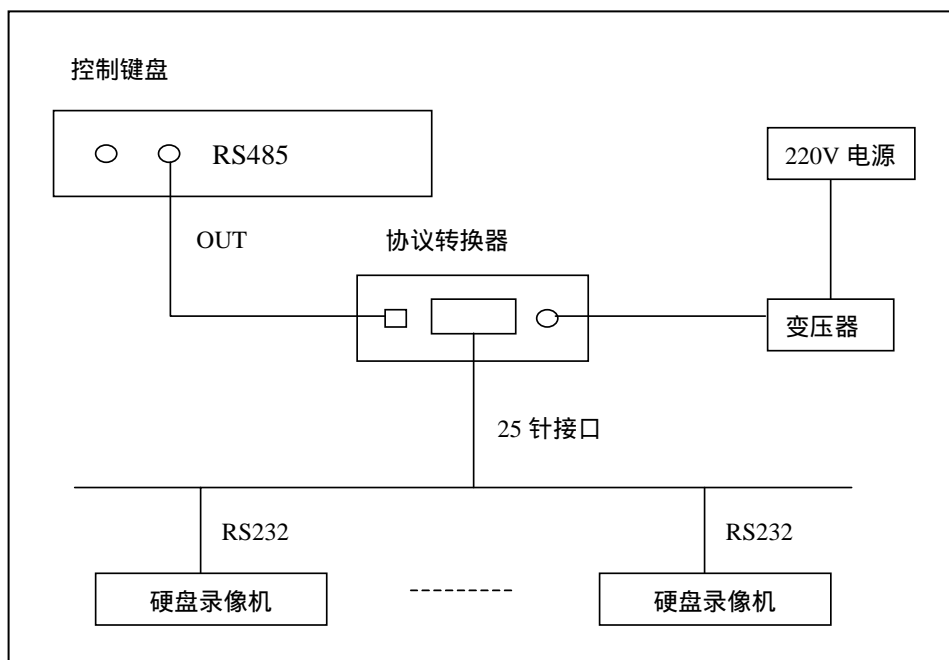 控制键盘
RS485
220V 电源
OUT
协议转换器
变压器
25 针接口
RS232
RS232
硬盘录像机
硬盘录像机